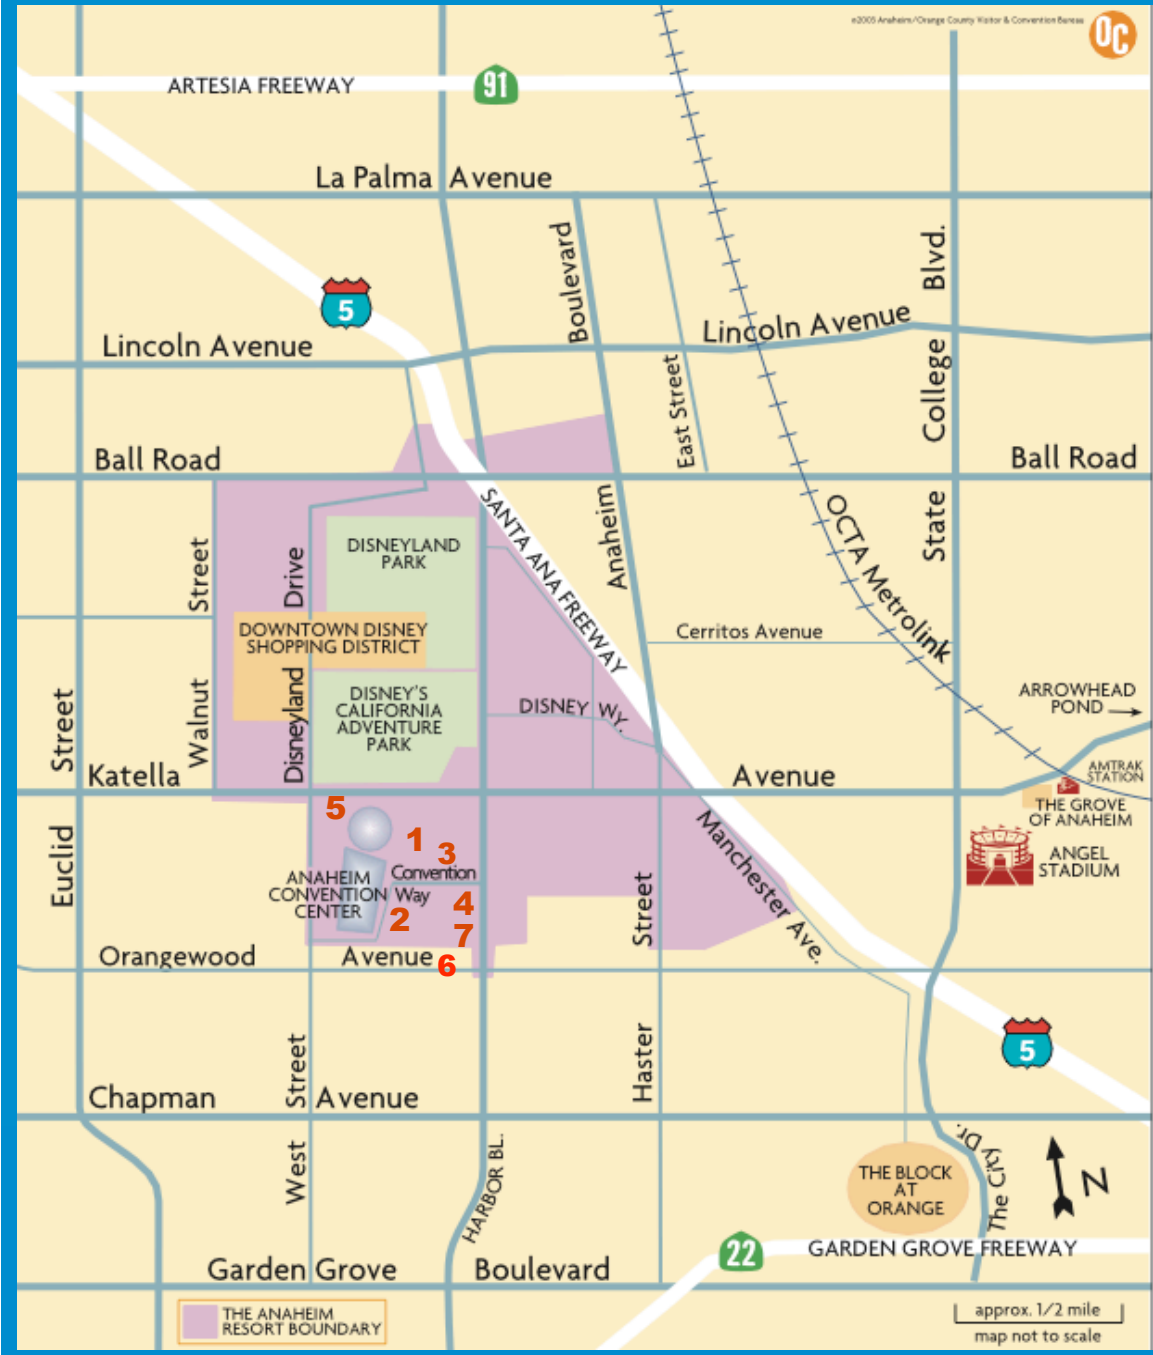 ©2005 Anaheim/Orange County Visitor & Convention Bureau
OC
ARTESIA FREEWAY
91
La Palma Avenue
5
Boulevard
Blvd.
Lincoln Avenue
Lincoln Avenue
East Street
College
Ball Road
Ball Road
SANTA ANA FREEWAY
Anaheim
OCTA Metrolink
State
DISNEYLAND
PARK
Street
Drive
DOWNTOWN DISNEY
SHOPPING DISTRICT
Cerritos Avenue
Street
Walnut
Disneyland
DISNEY'S
CALIFORNIA
ADVENTURE
PARK
DISNEY WY.
ARROWHEAD
POND
Katella
Avenue
AMTRAK
STATION
5
THE GROVE
OF ANAHEIM
1
3
Manchester Ave.
Euclid
ANGEL
STADIUM
ANAHEIM
CONVENTION
CENTER
Convention
Way
Street
4
2
7
Orangewood Avenue
6
Street
Haster
5
Chapman Avenue
West
HARBOR BL.
The City Dr.
THE BLOCK
AT
ORANGE
N
22
GARDEN GROVE FREEWAY
Garden Grove Boulevard
THE ANAHEIM
RESORT BOUNDARY
approx. 1/2 mile
map not to scale